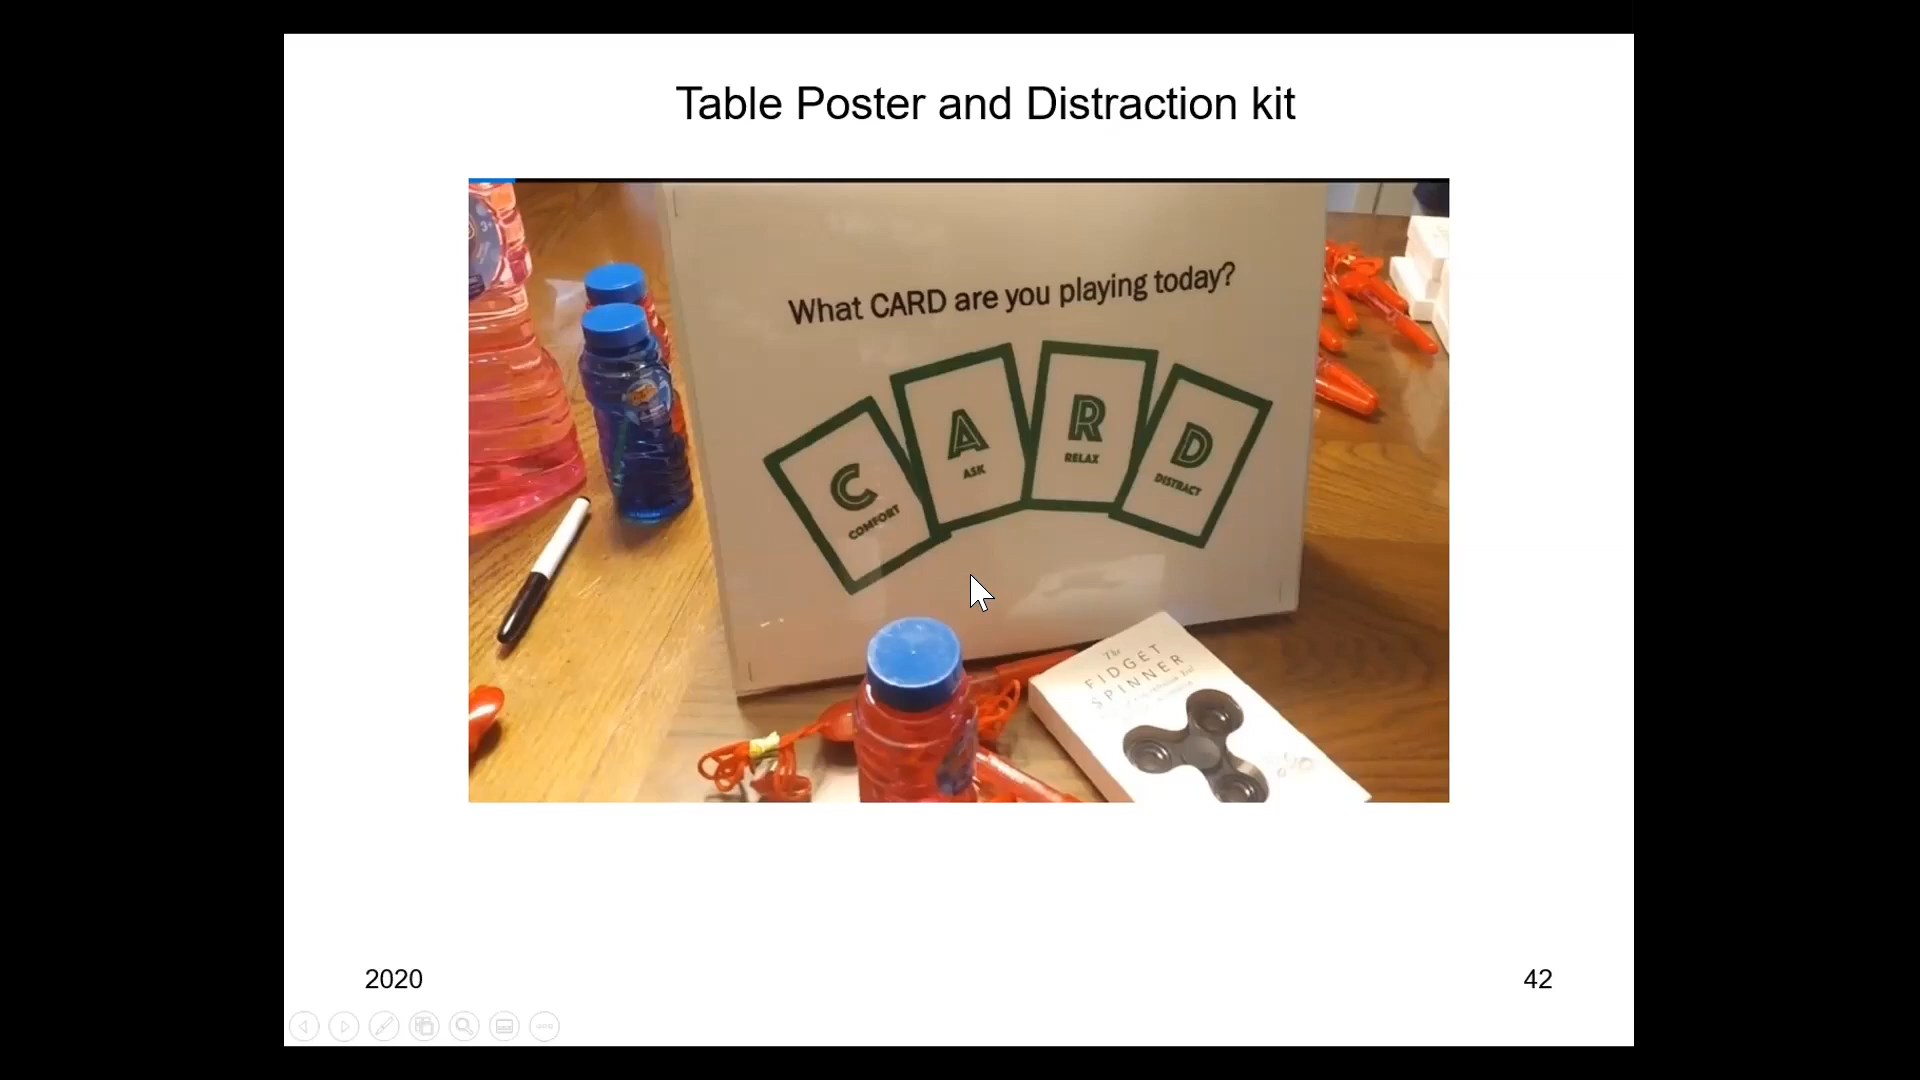 Table Poster and Distraction kit
3+
What CARD are you playing today?
C
COMFORT
A
ASK
R
RELAX
D
DISTRACT
The
FIDGET
SPINNER
2020
42